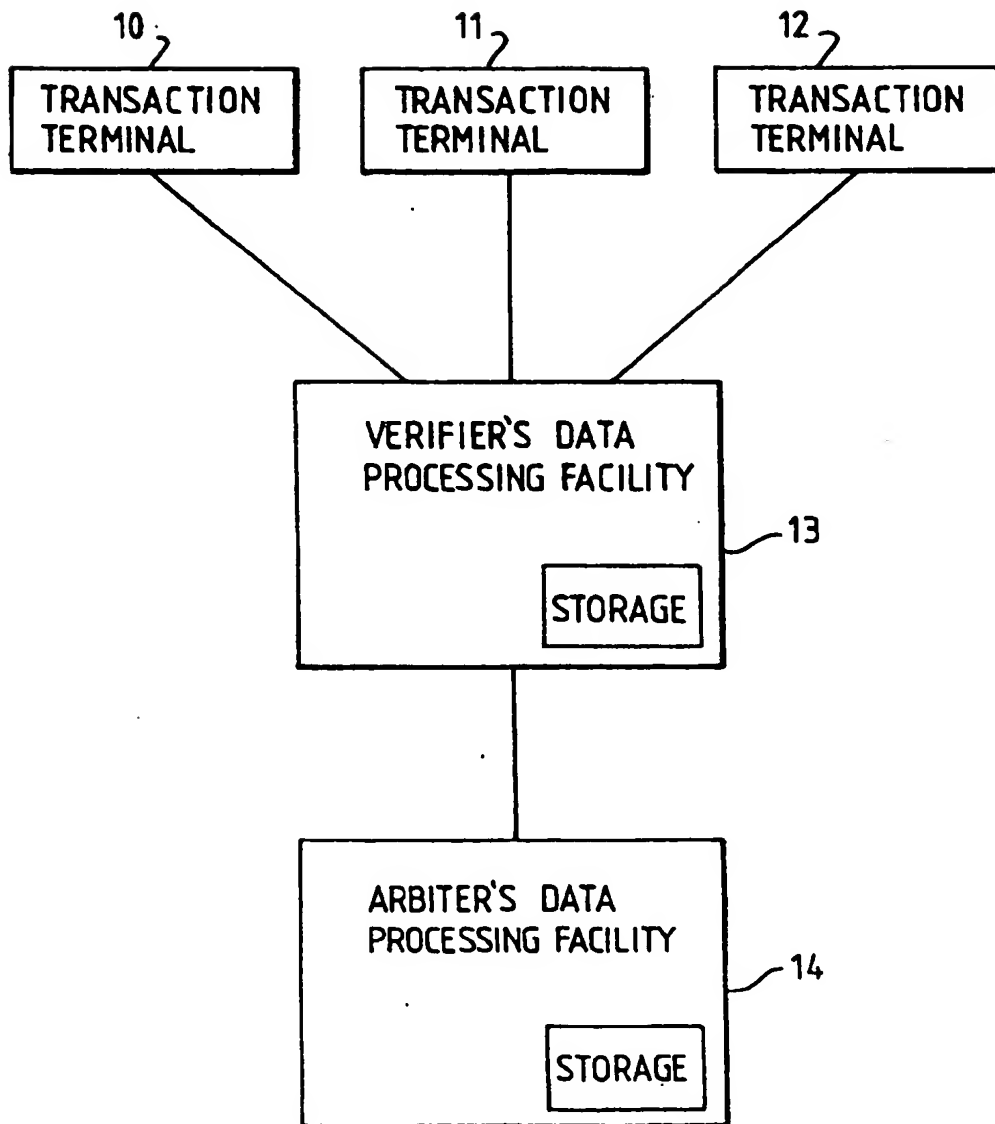 10
11
12
TRANSACTION
TERMINAL
TRANSACTION
TERMINAL
TRANSACTION
TERMINAL
VERIFIER'S DATA
PROCESSING FACILITY
13
STORAGE
ARBITER'S DATA
PROCESSING FACILITY
14
STORAGE